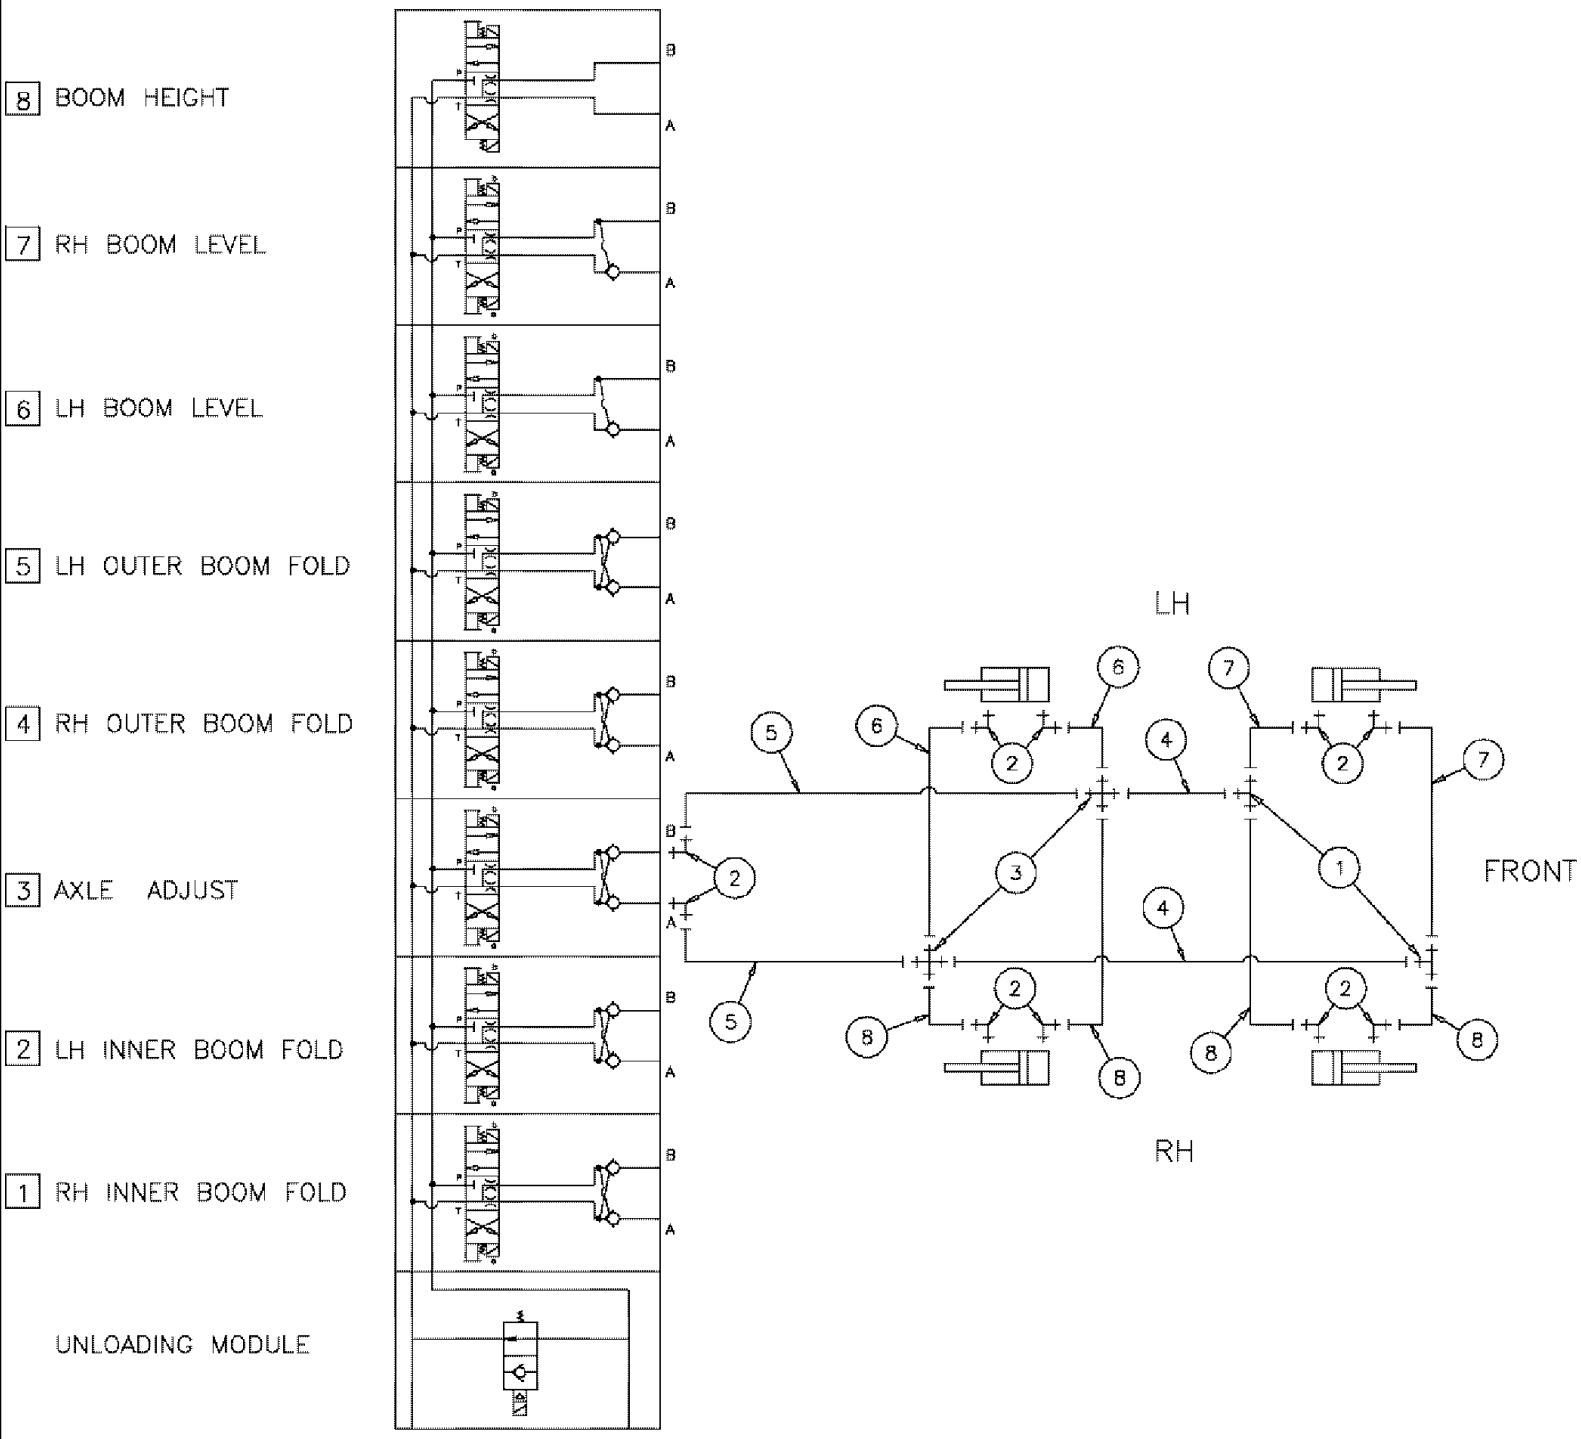 8 BOOM HEIGHT
P
T
B
A
7 RH BOOM LEVEL
P
T
B
A
6 LH BOOM LEVEL
P
T
B
A
5 LH OUTER BOOM FOLD
P
T
B
A
4 RH OUTER BOOM FOLD
P
T
B
A
3 AXLE ADJUST
P
T
B
A
2 LH INNER BOOM FOLD
P
T
B
A
1 RH INNER BOOM FOLD
P
T
B
A
UNLOADING MODULE
LH
6 7
5 6 2 4 2 7
2 3 1
4
5 8 2 8 2 8
8
FRONT
RH